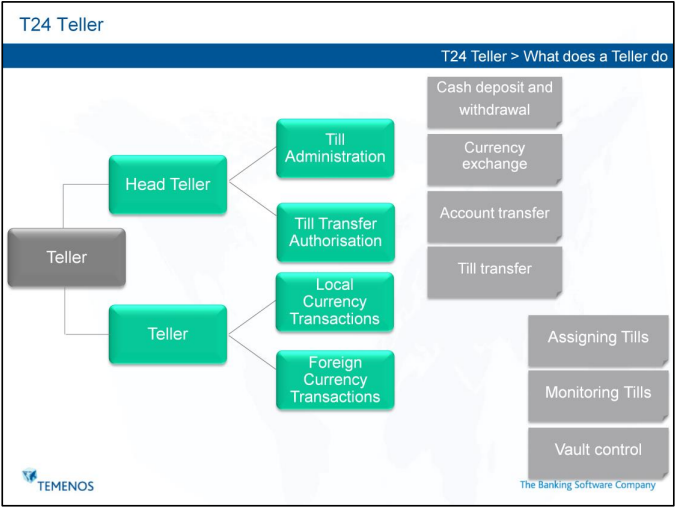 T24 Teller
T24 Teller > What does a Teller do
Teller
Head Teller
Till
Administration
Till Transfer
Authorisation
Teller
Local
Currency
Transactions
Foreign
Currency
Transactions
Cash deposit and
withdrawal
Currency
exchange
Account transfer
Till transfer
Assigning Tills
Monitoring Tills
Vault control
TEMENOS
The Banking Software Company